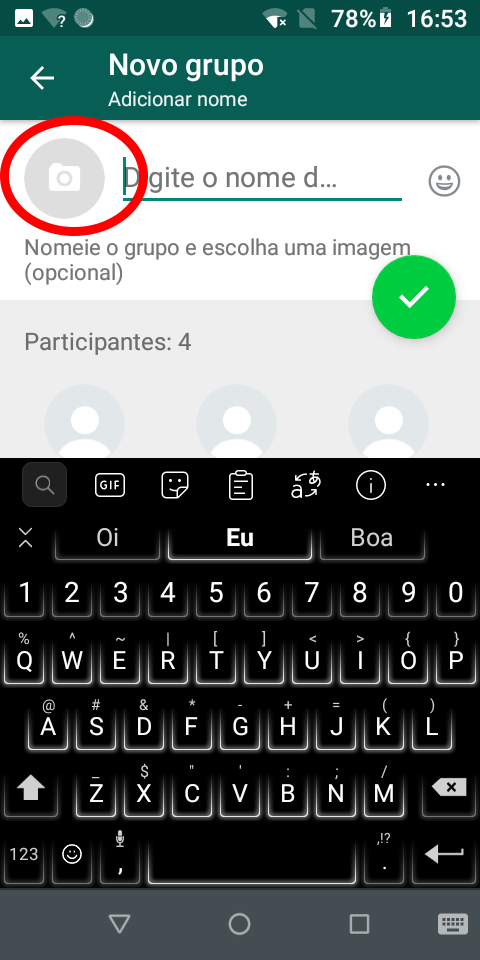 78% 16:53
Novo grupo
Adicionar nome
Digite o nome d...
Nomeie o grupo e escolha uma imagem
(opcional)
Participantes: 4
GIF
Oi Eu Boa
1 2 3 4 5 6 7 8 9 0
% ^ ~ | [ ] < > { }
Q W E R T Y U I O P
@ # & * - + = ( )
A S D F G H J K L
_ $ " ' : ; /
Z X C V B N M
,!?
123 , .